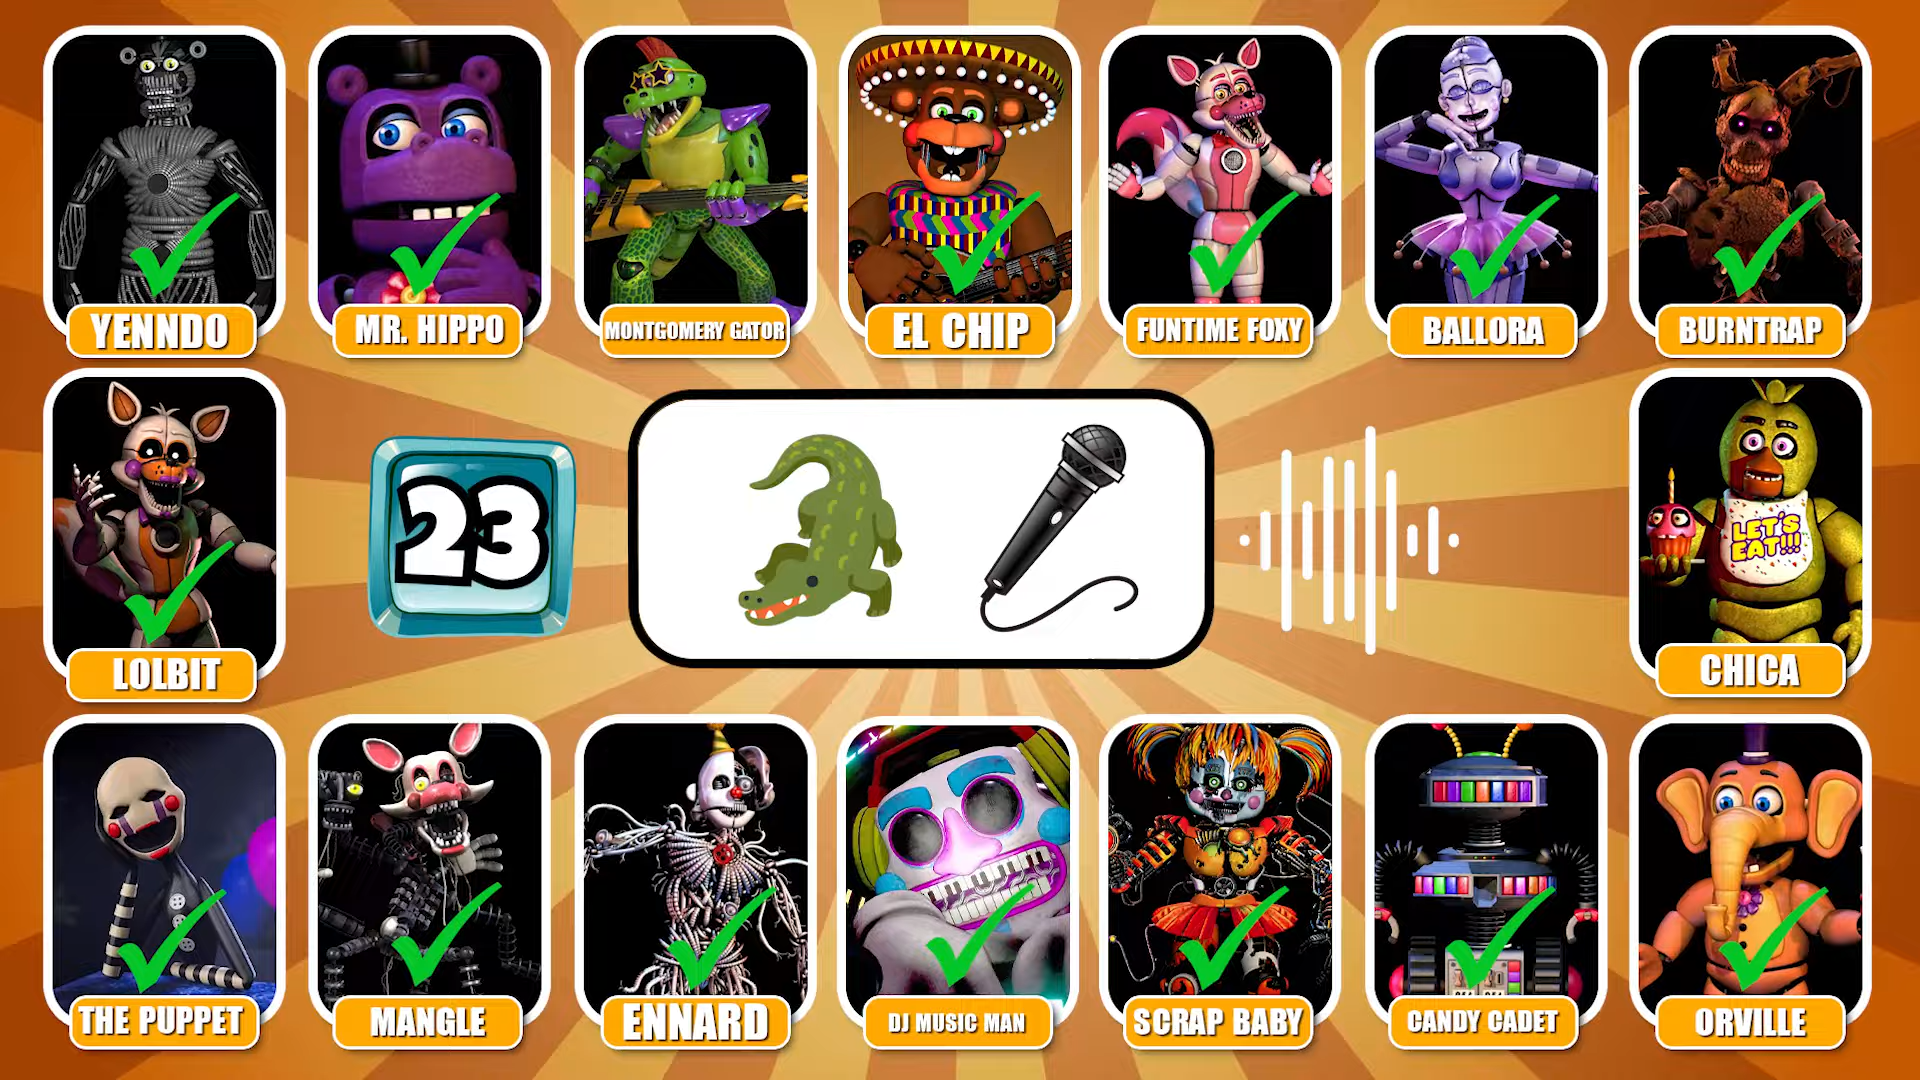 YENNDO
MR. HIPPO
MONTGOMERY GATOR
EL CHIP
FUNTIME FOXY
BALLORA
BURNTRAP
LOLBIT
23
LET'S
EAT!!!
CHICA
THE PUPPET
MANGLE
ENNARD
DJ MUSIC MAN
SCRAP BABY
CANDY CADET
ORVILLE